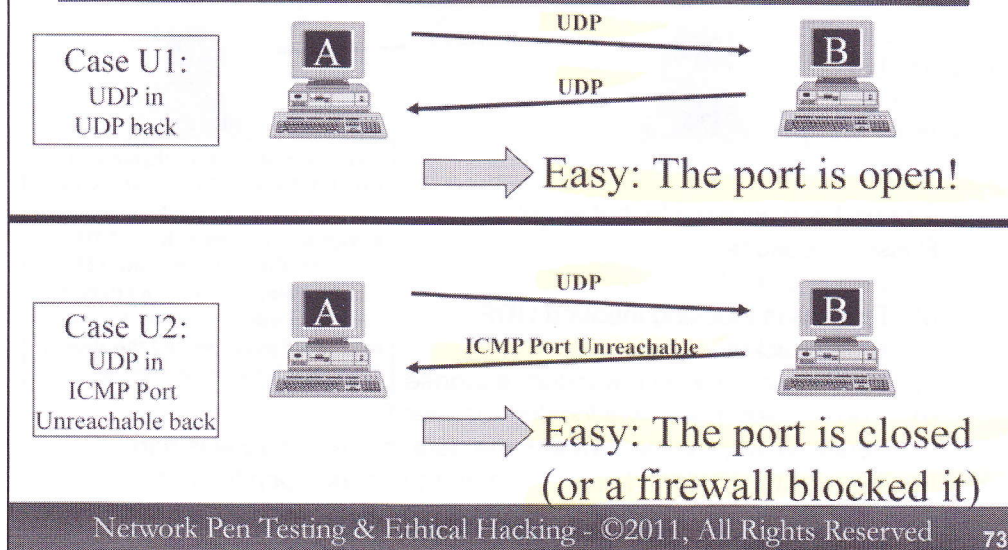 Case U1:
UDP in
UDP back
A
UDP
UDP
B
Easy: The port is open!
Case U2:
UDP in
ICMP Port
Unreachable back
A
UDP
ICMP Port Unreachable
B
Easy: The port is closed
(or a firewall blocked it)
Network Pen Testing & Ethical Hacking - ©2011, All Rights Reserved 73